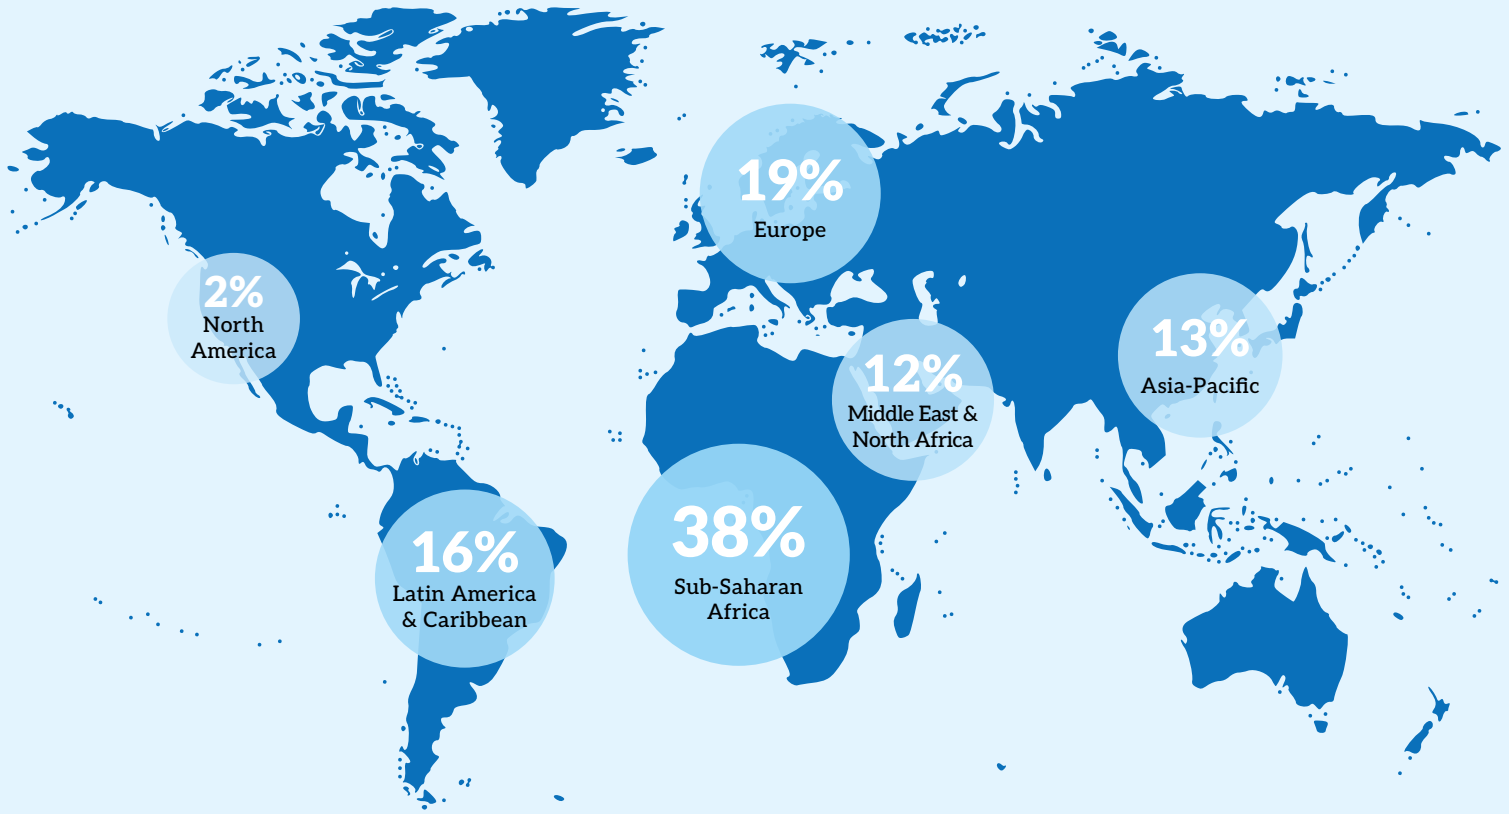 19%
Europe
2%
North
America
13%
Asia-Pacific
12%
Middle East &
North Africa
38%
Sub-Saharan
Africa
16%
Latin America
& Caribbean